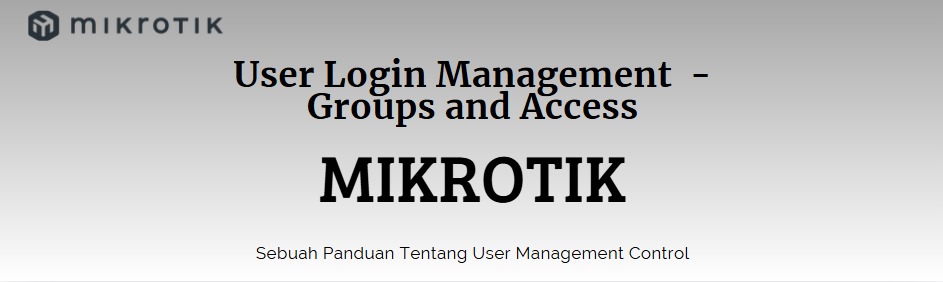 MikroTik
User Login Management -
Groups and Access
MIKROTIK
Sebuah Panduan Tentang User Management Control